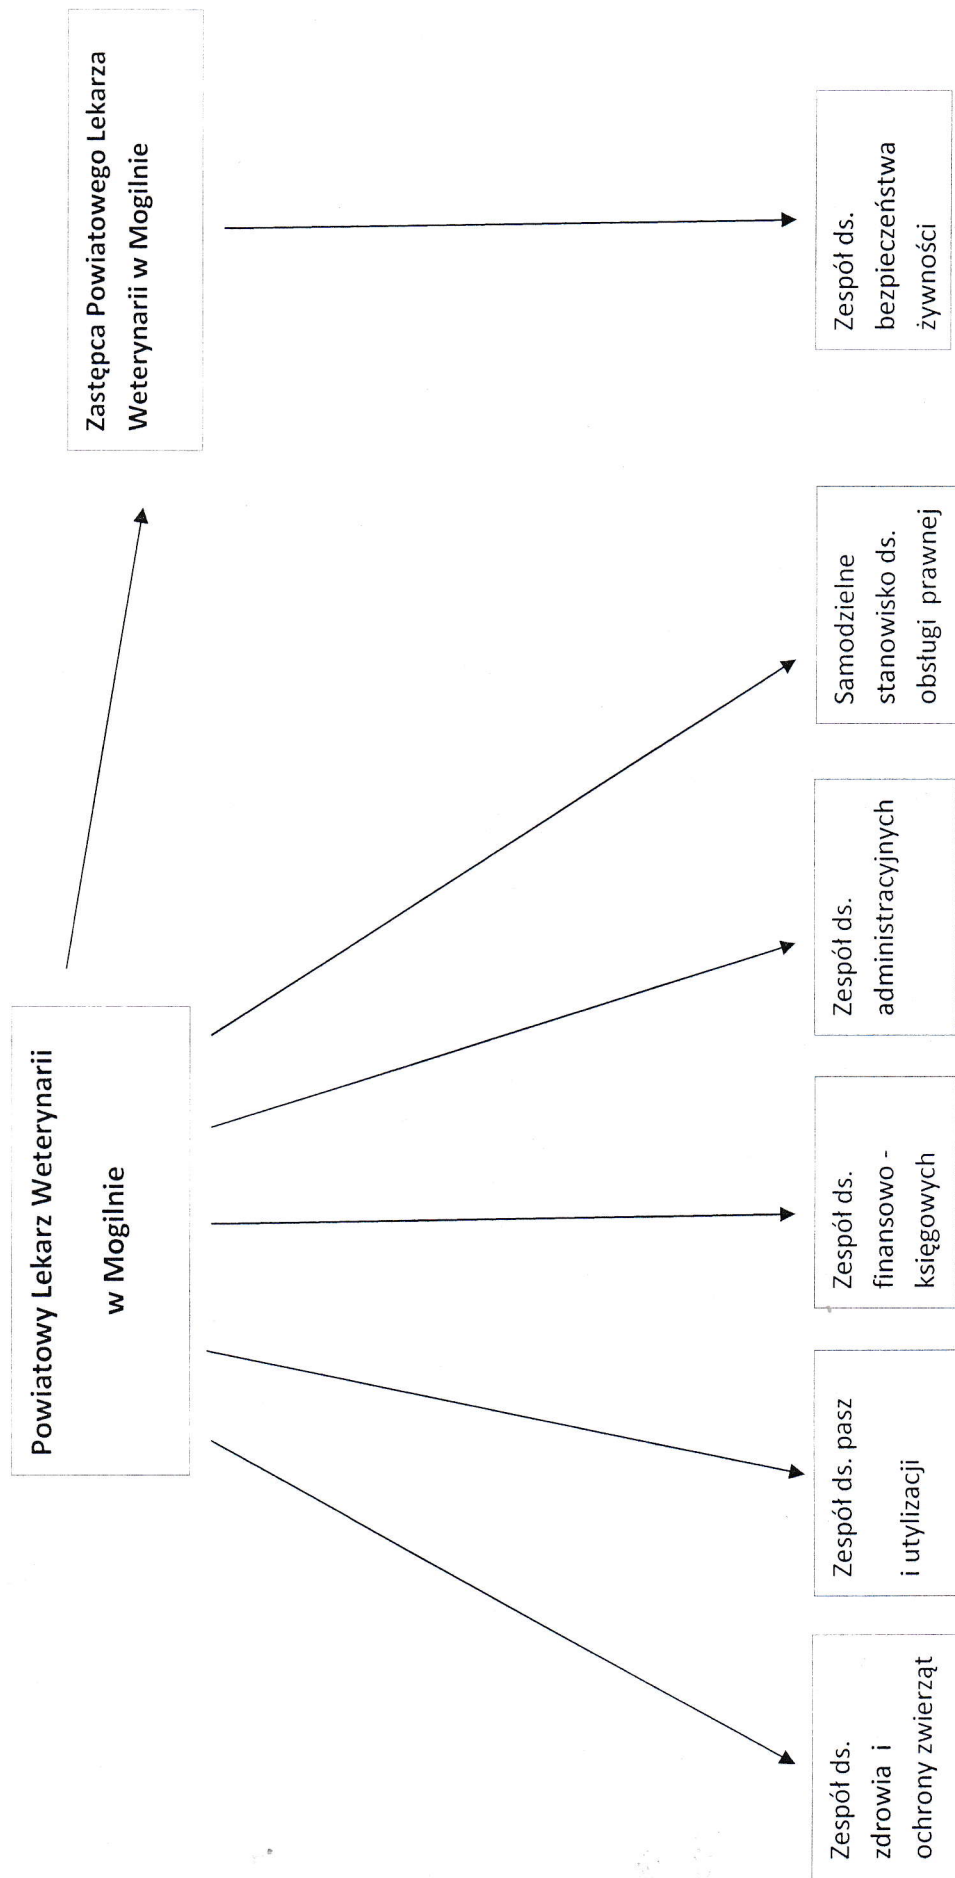 Powiatowy Lekarz Weterynarii
w Mogilnie
Zastępca Powiatowego Lekarza
Weterynarii w Mogilnie
Zespół ds.
zdrowia i
ochrony zwierząt
Zespół ds. pasz
i utylizacji
Zespół ds.
finansowo -
księgowych
Zespół ds.
administracyjnych
Samodzielne
stanowisko ds.
obsługi prawnej
Zespół ds.
bezpieczeństwa
żywności